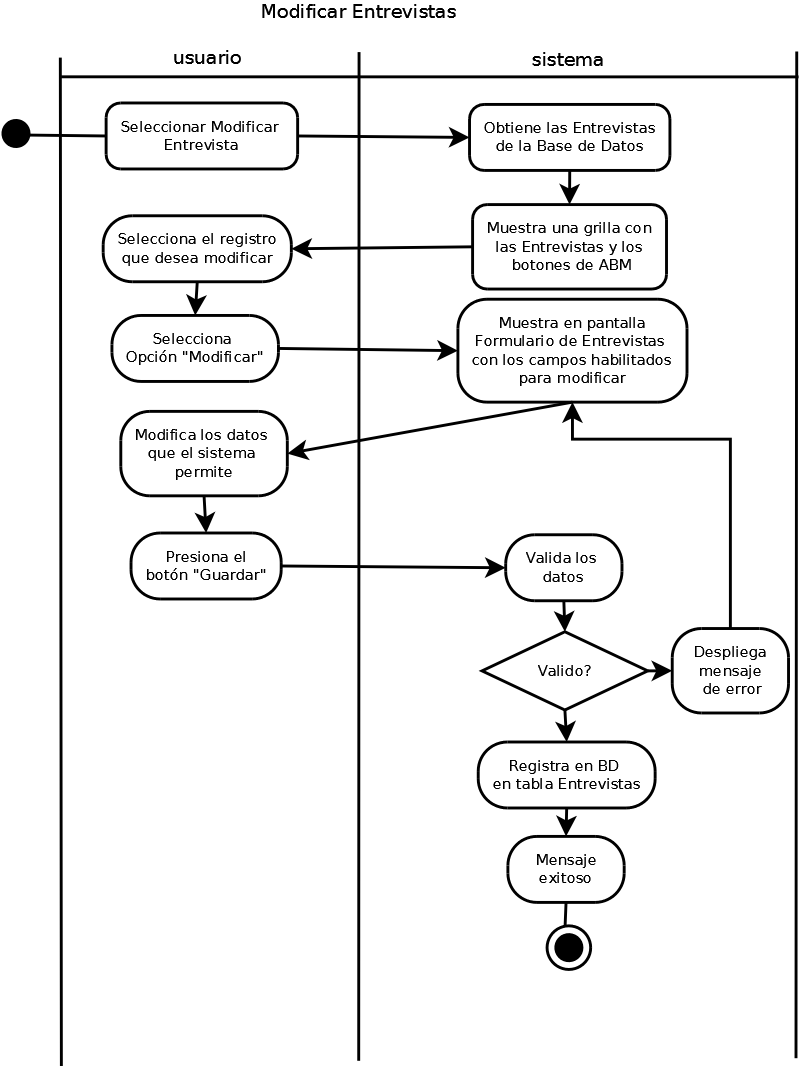 Modificar Entrevistas
usuario
sistema
Seleccionar Modificar
Entrevista
Obtiene las Entrevistas
de la Base de Datos
Muestra una grilla con
las Entrevistas y los
botones de ABM
Selecciona el registro
que desea modificar
Selecciona
Opción "Modificar"
Muestra en pantalla
Formulario de Entrevistas
con los campos habilitados
para modificar
Modifica los datos
que el sistema
permite
Presiona el
botón "Guardar"
Valida los
datos
Valido?
Despliega
mensaje
de error
Registra en BD
en tabla Entrevistas
Mensaje
exitoso